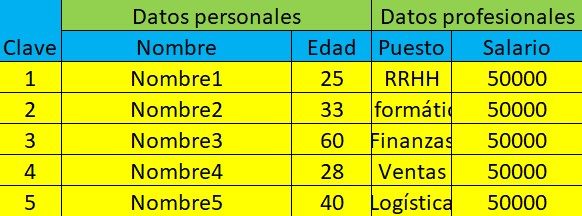 Datos personales Datos profesionales
Clave Nombre Edad Puesto Salario
1 Nombre1 25 RRHH 50000
2 Nombre2 33 formátic 50000
3 Nombre3 60 Finanzas 50000
4 Nombre4 28 Ventas 50000
5 Nombre5 40 Logística 50000